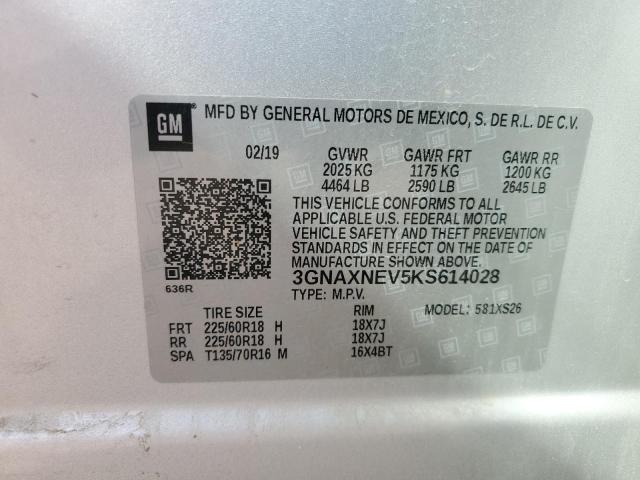 GM MFD BY GENERAL MOTORS DE MEXICO, S. DE R.L. DE C.V.
02/19 GVWR GAWR FRT GAWR RR
2025 KG 1175 KG 1200 KG
4464 LB 2590 LB 2645 LB
THIS VEHICLE CONFORMS TO ALL
APPLICABLE U.S. FEDERAL MOTOR
VEHICLE SAFETY AND THEFT PREVENTION
STANDARDS IN EFFECT ON THE DATE OF
MANUFACTURE SHOWN ABOVE.
636R 3GNAXNEV5KS614028
TYPE: M.P.V.
TIRE SIZE RIM MODEL: 581XS26
FRT 225/60R18 H 18X7J
RR 225/60R18 H 18X7J
SPA T135/70R16 M 16X4BT